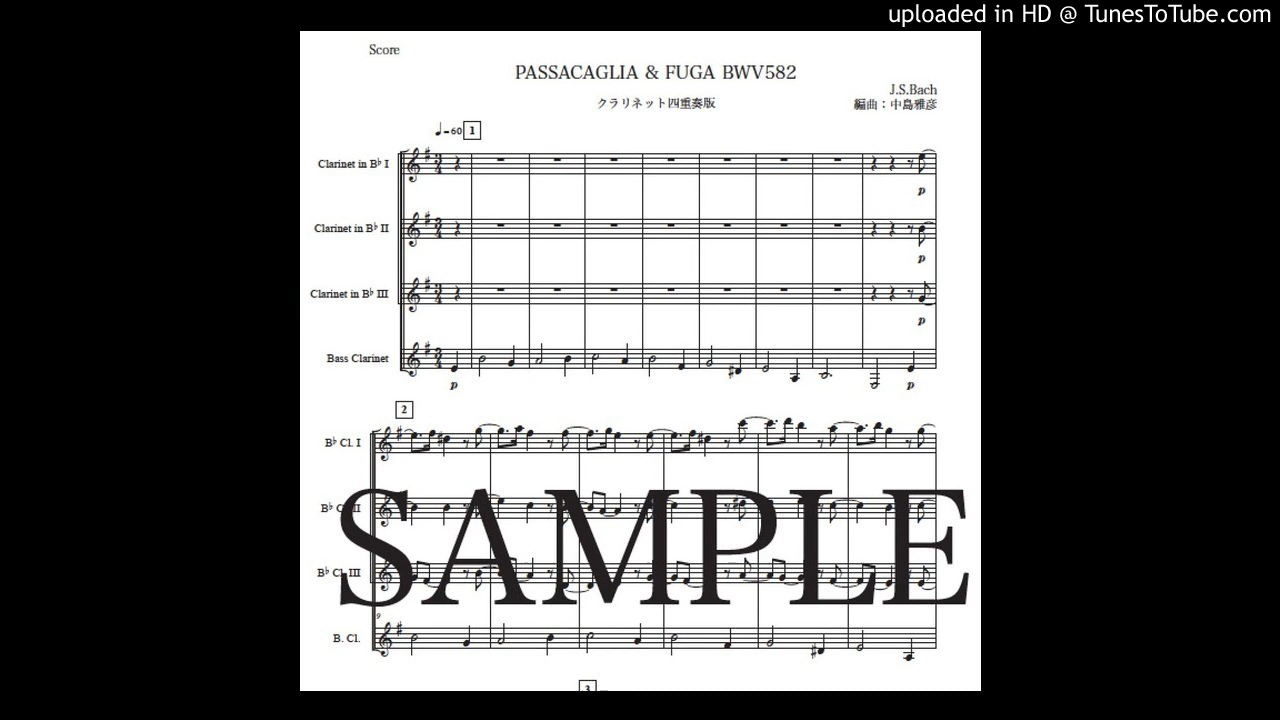 uploaded in HD @ TunesToTube.com
Score
PASSACAGLIA & FUGA BWV582
J.S.Bach
クラリネット四重奏版
編曲：中島雅彦
♩=60 1
Clarinet in B♭ I
p
Clarinet in B♭ II
p
Clarinet in B♭ III
p
Bass Clarinet
p p
2
B♭ Cl. I
B♭ Cl. II
SAMPLE
B♭ Cl. III
9
B. Cl.
3